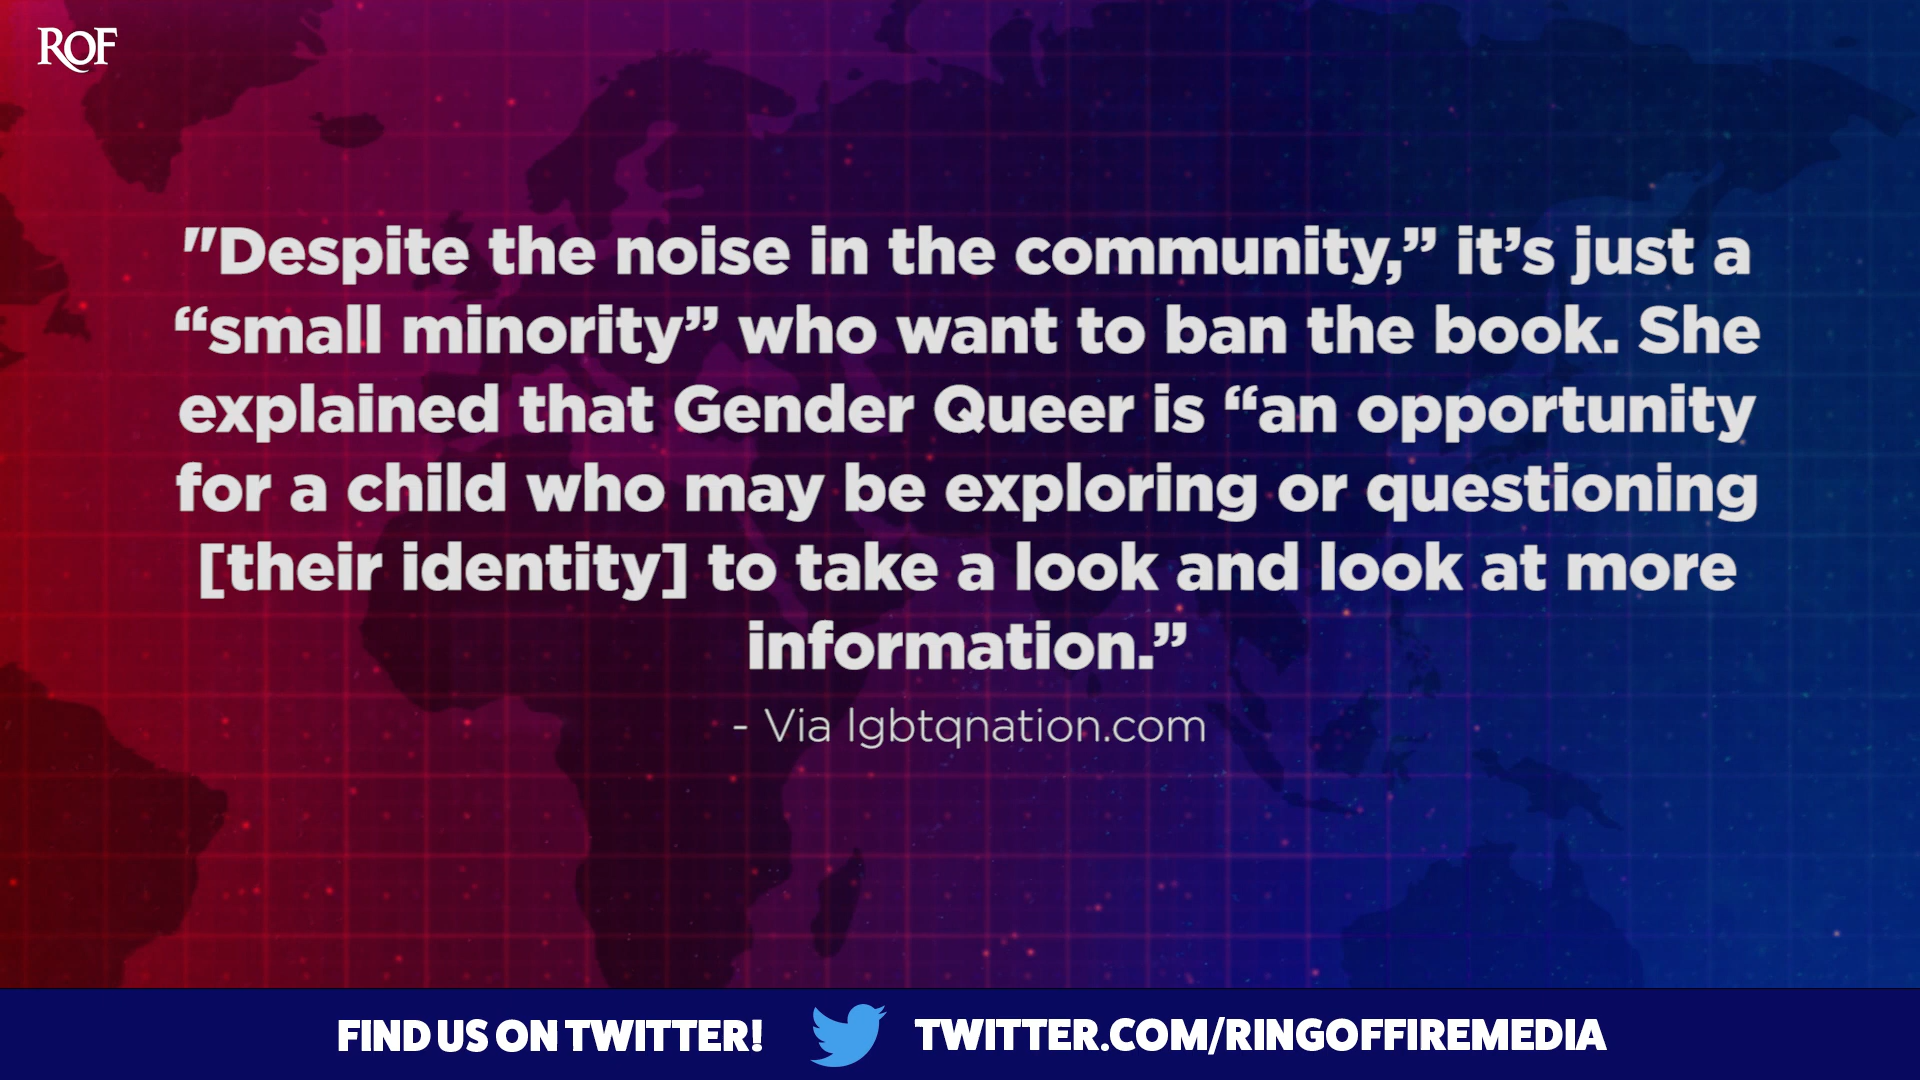 ROF
"Despite the noise in the community,” it’s just a
“small minority” who want to ban the book. She
explained that Gender Queer is “an opportunity
for a child who may be exploring or questioning
[their identity] to take a look and look at more
information.”
- Via lgbtqnation.com
FIND US ON TWITTER! TWITTER.COM/RINGOFFIREMEDIA